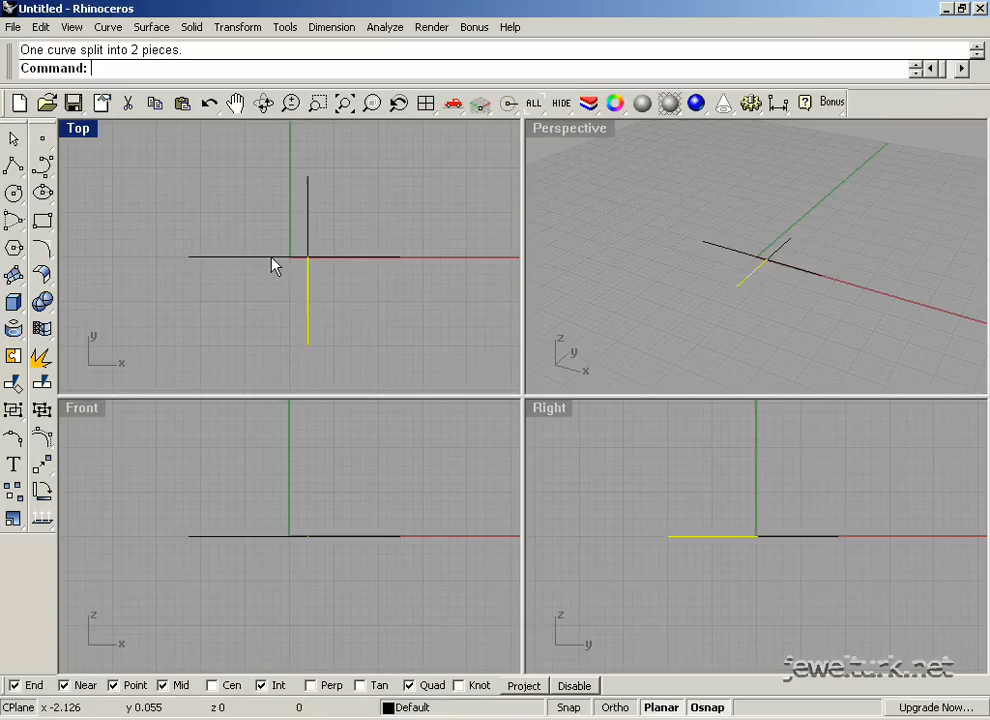 Untitled - Rhinoceros
File Edit View Curve Surface Solid Transform Tools Dimension Analyze Render Bonus Help
One curve split into 2 pieces.
Command:
ALL HIDE Bonus
Top
Perspective
y
x
z
y
x
Front
Right
z
x
z
y
T
jewelturk.net
End Near Point Mid Cen Int Perp Tan Quad Knot Project Disable
CPlane x -2.126 y 0.055 z 0 0 Default Snap Ortho Planar Osnap Upgrade Now...